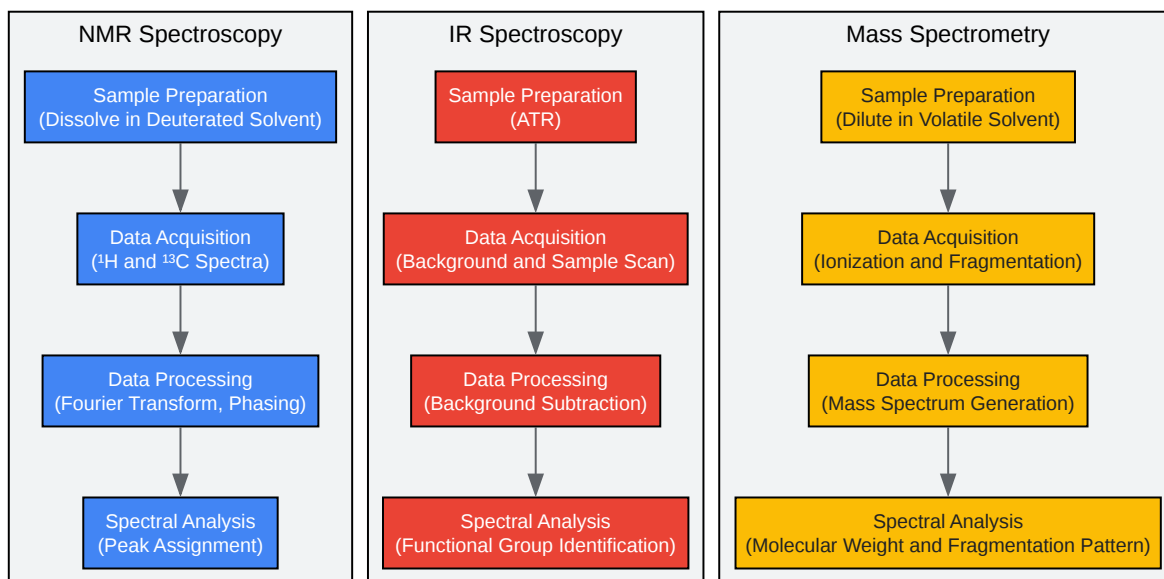 NMR Spectroscopy
Sample Preparation
(Dissolve in Deuterated Solvent)
Data Acquisition
(¹H and ¹³C Spectra)
Data Processing
(Fourier Transform, Phasing)
Spectral Analysis
(Peak Assignment)
IR Spectroscopy
Sample Preparation
(ATR)
Data Acquisition
(Background and Sample Scan)
Data Processing
(Background Subtraction)
Spectral Analysis
(Functional Group Identification)
Mass Spectrometry
Sample Preparation
(Dilute in Volatile Solvent)
Data Acquisition
(Ionization and Fragmentation)
Data Processing
(Mass Spectrum Generation)
Spectral Analysis
(Molecular Weight and Fragmentation Pattern)